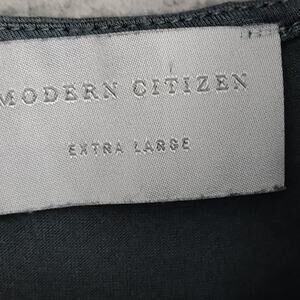 MODERN CITIZEN
EXTRA LARGE